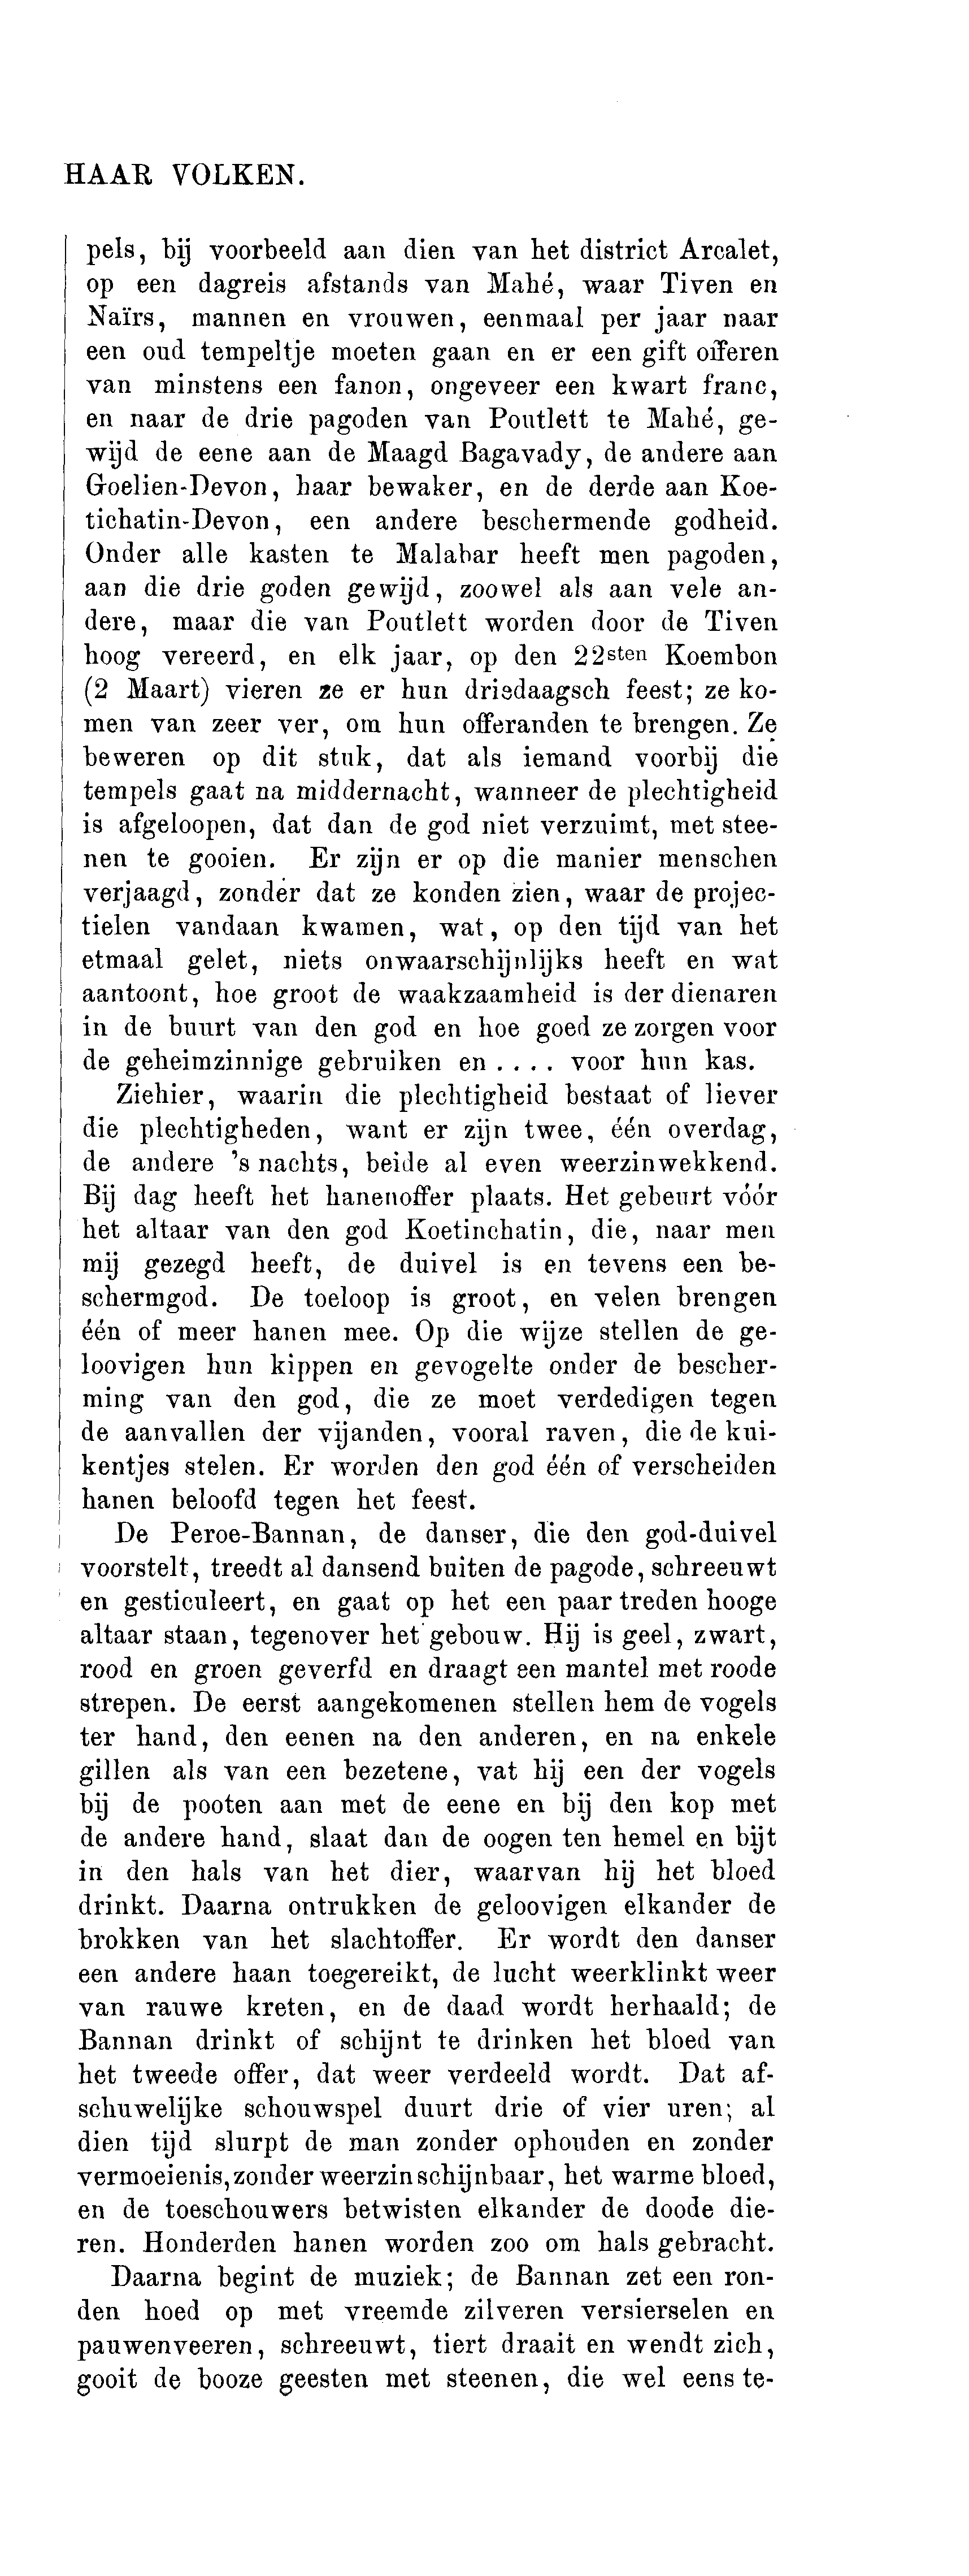 HAAR VOLKEN.
pels, bij voorbeeld aan dien van het district Arcalet,
op een dagreis afstands van Mahé, waar Tiven en
Naïrs, mannen en vrouwen, eenmaal per jaar naar
een oud tempeltje moeten gaan en er een gift offeren
van minstens een fanon, ongeveer een kwart franc,
en naar de drie pagoden van Poutlett te Mahé, ge-
wijd de eene aan de Maagd Bagavady, de andere aan
Goelien-Devon, haar bewaker, en de derde aan Koe-
tichatin-Devon, een andere beschermende godheid.
Onder alle kasten te Malabar heeft men pagoden,
aan die drie goden gewijd, zoowel als aan vele an-
dere, maar die van Poutlett worden door de Tiven
hoog vereerd, en elk jaar, op den 22sten Koembon
(2 Maart) vieren ze er hun driedaagsch feest; ze ko-
men van zeer ver, om hun offeranden te brengen. Ze
beweren op dit stuk, dat als iemand voorbij die
tempels gaat na middernacht, wanneer de plechtigheid
is afgeloopen, dat dan de god niet verzuimt, met stee-
nen te gooien. Er zijn er op die manier menschen
verjaagd, zonder dat ze konden zien, waar de projec-
tielen vandaan kwamen, wat, op den tijd van het
etmaal gelet, niets onwaarschijnlijks heeft en wat
aantoont, hoe groot de waakzaamheid is der dienaren
in de buurt van den god en hoe goed ze zorgen voor
de geheimzinnige gebruiken en .... voor hun kas.
Ziehier, waarin die plechtigheid bestaat of liever
die plechtigheden, want er zijn twee, één overdag,
de andere 's nachts, beide al even weerzinwekkend.
Bij dag heeft het hanenoffer plaats. Het gebeurt vóór
het altaar van den god Koetinchatin, die, naar men
mij gezegd heeft, de duivel is en tevens een be-
schermgod. De toeloop is groot, en velen brengen
één of meer hanen mee. Op die wijze stellen de ge-
loovigen hun kippen en gevogelte onder de bescher-
ming van den god, die ze moet verdedigen tegen
de aanvallen der vijanden, vooral raven, die de kui-
kentjes stelen. Er worden den god één of verscheiden
hanen beloofd tegen het feest.
De Peroe-Bannan, de danser, die den god-duivel
voorstelt, treedt al dansend buiten de pagode, schreeuwt
en gesticuleert, en gaat op het een paar treden hooge
altaar staan, tegenover het gebouw. Hij is geel, zwart,
rood en groen geverfd en draagt een mantel met roode
strepen. De eerst aangekomenen stellen hem de vogels
ter hand, den eenen na den anderen, en na enkele
gillen als van een bezetene, vat hij een der vogels
bij de pooten aan met de eene en bij den kop met
de andere hand, slaat dan de oogen ten hemel en bijt
in den hals van het dier, waarvan hij het bloed
drinkt. Daarna ontrukken de geloovigen elkander de
brokken van het slachtoffer. Er wordt den danser
een andere haan toegereikt, de lucht weerklinkt weer
van rauwe kreten, en de daad wordt herhaald; de
Bannan drinkt of schijnt te drinken het bloed van
het tweede offer, dat weer verdeeld wordt. Dat af-
schuwelijke schouwspel duurt drie of vier uren; al
dien tijd slurpt de man zonder ophouden en zonder
vermoeienis, zonder weerzin schijnbaar, het warme bloed,
en de toeschouwers betwisten elkander de doode die-
ren. Honderden hanen worden zoo om hals gebracht.
Daarna begint de muziek; de Bannan zet een ron-
den hoed op met vreemde zilveren versierselen en
pauwenveeren, schreeuwt, tiert draait en wendt zich,
gooit de booze geesten met steenen, die wel eens te-